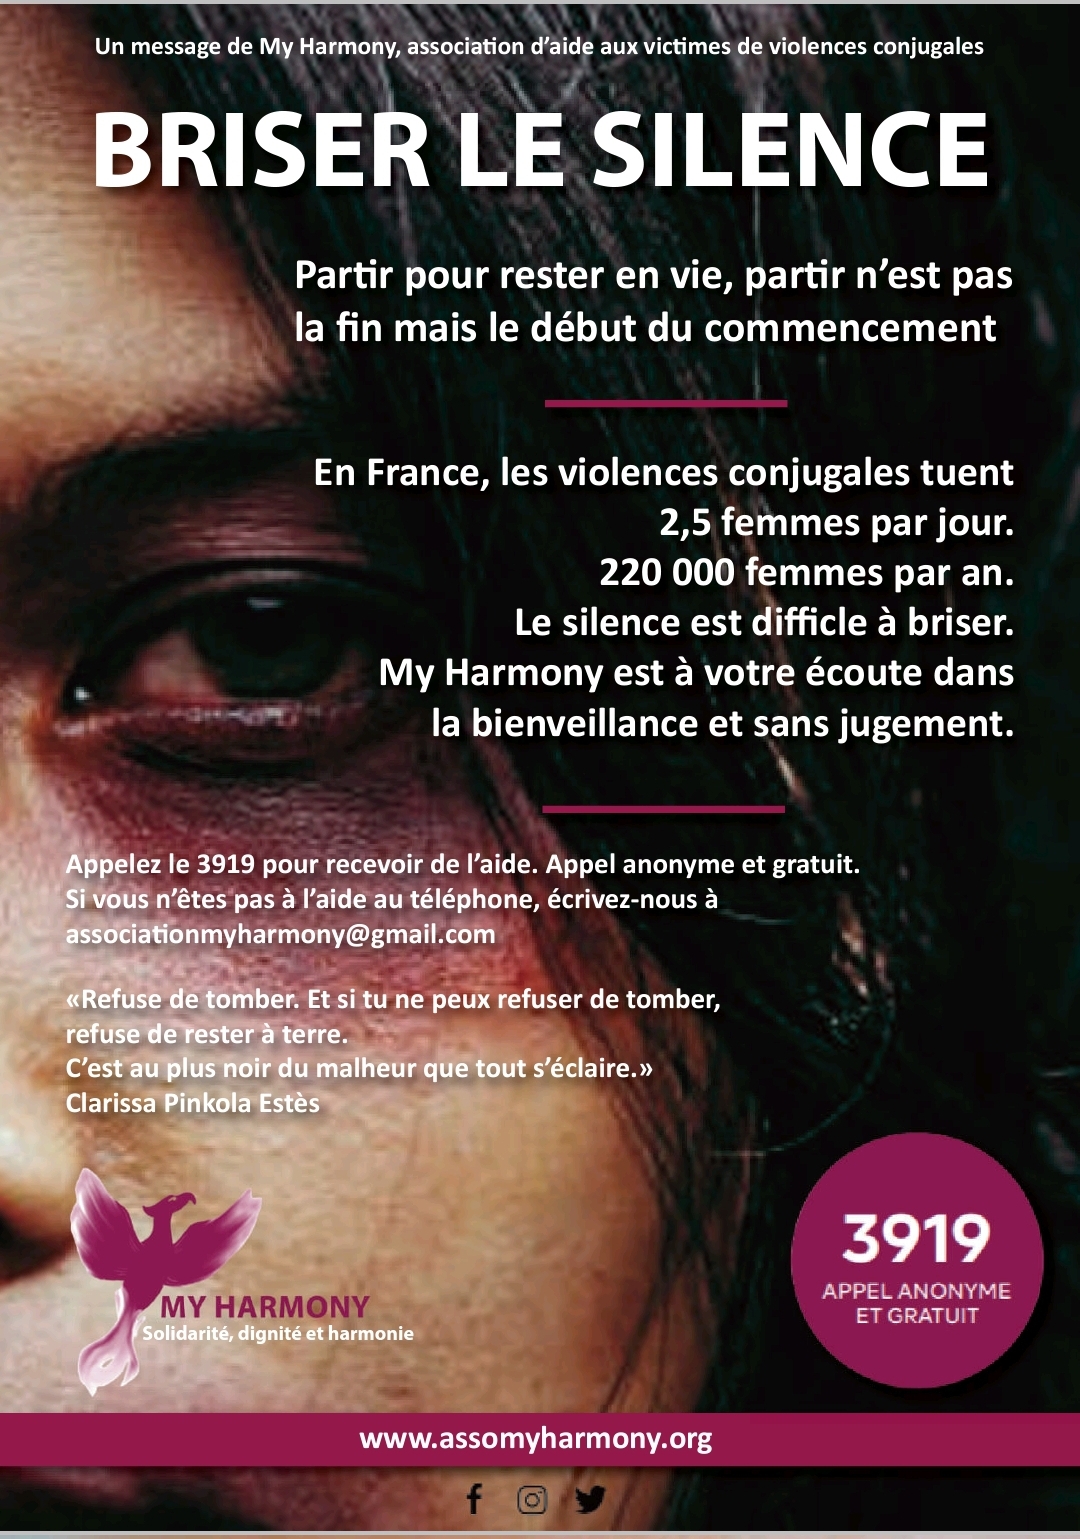 Un message de My Harmony, association d’aide aux victimes de violences conjugales
BRISER LE SILENCE
Partir pour rester en vie, partir n’est pas
la fin mais le début du commencement
En France, les violences conjugales tuent
2,5 femmes par jour.
220 000 femmes par an.
Le silence est difficle à briser.
My Harmony est à votre écoute dans
la bienveillance et sans jugement.
Appelez le 3919 pour recevoir de l’aide. Appel anonyme et gratuit.
Si vous n’êtes pas à l’aide au téléphone, écrivez-nous à
associationmyharmony@gmail.com
«Refuse de tomber. Et si tu ne peux refuser de tomber,
refuse de rester à terre.
C’est au plus noir du malheur que tout s’éclaire.»
Clarissa Pinkola Estès
MY HARMONY
Solidarité, dignité et harmonie
3919
APPEL ANONYME
ET GRATUIT
www.assomyharmony.org